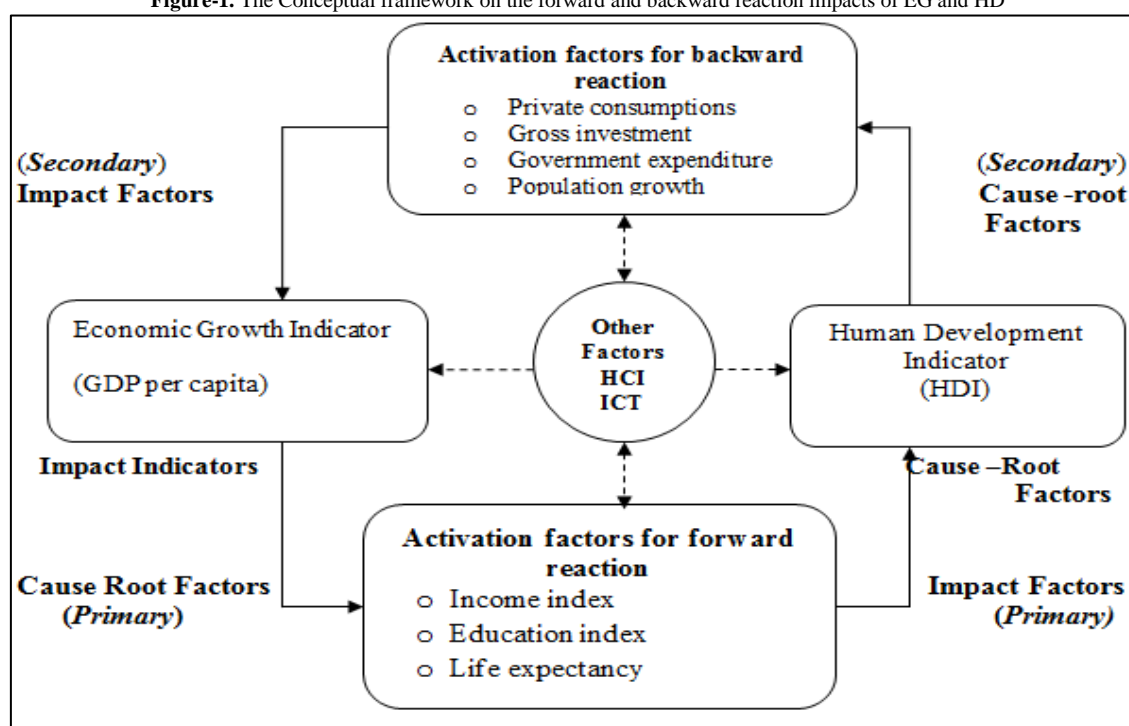 Figure-1. The Conceptual framework on the forward and backward reaction impacts of EG and HD
Activation factors for backward
reaction
o Private consumptions
o Gross investment
o Government expenditure
o Population growth
(Secondary)
Impact Factors
(Secondary)
Cause -root
Factors
Economic Growth Indicator
(GDP per capita)
Other
Factors
HCI
ICT
Human Development
Indicator
(HDI)
Impact Indicators
Cause –Root
Factors
Activation factors for forward
reaction
o Income index
o Education index
o Life expectancy
Cause Root Factors
(Primary)
Impact Factors
(Primary)